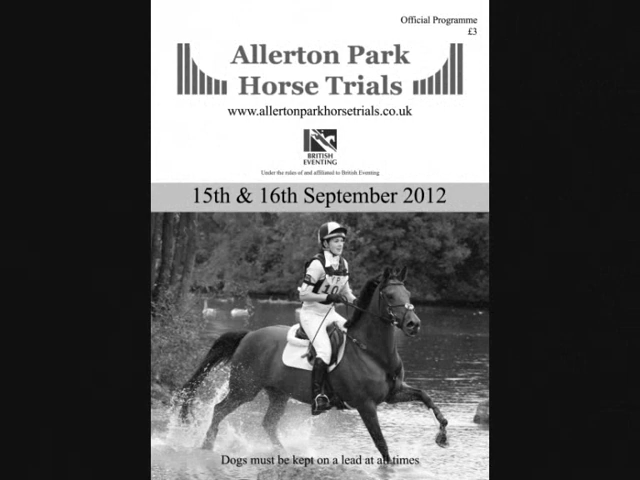 Official Programme
£3
Allerton Park
Horse Trials
www.allertonparkhorsetrials.co.uk
BRITISH
EVENTING
Under the rules of and affiliated to British Eventing
15th & 16th September 2012
10
Dogs must be kept on a lead at all times